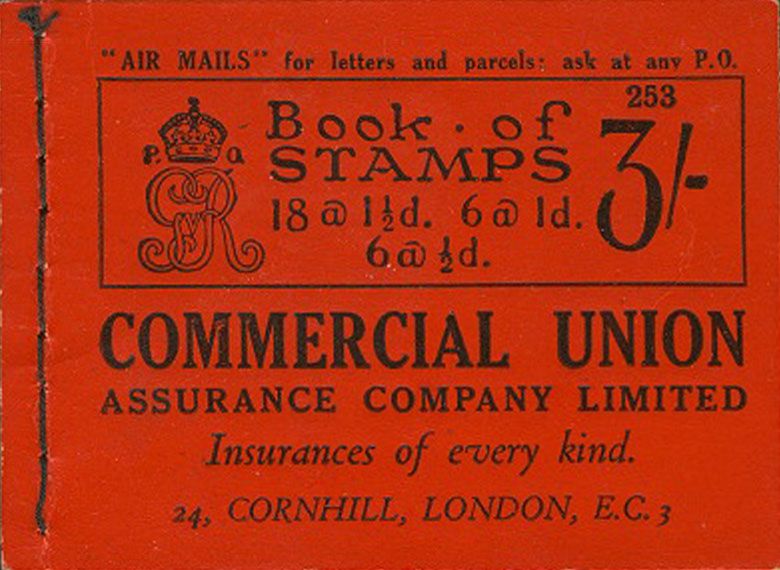 "AIR MAILS" for letters and parcels: ask at any P.O.
253
Book · of
STAMPS
3/-
P. O.
GvR
18 @ 1½d. 6 @ 1d.
6 @ ½d.
COMMERCIAL UNION
ASSURANCE COMPANY LIMITED
Insurances of every kind.
24, CORNHILL, LONDON, E.C. 3